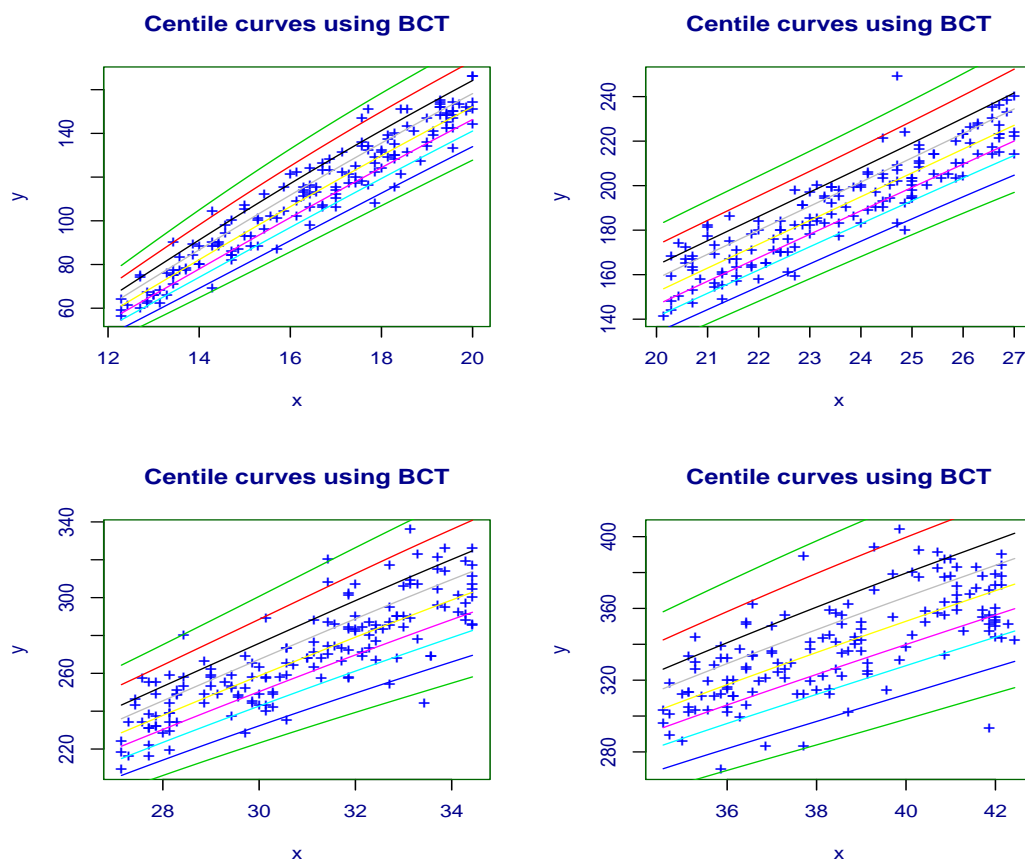 Centile curves using BCT
Centile curves using BCT
y
60 80 100 140
12 14 16 18 20
x
y
140 160 180 200 220 240
20 21 22 23 24 25 26 27
x
Centile curves using BCT
Centile curves using BCT
y
220 260 300 340
28 30 32 34
x
y
280 320 360 400
36 38 40 42
x